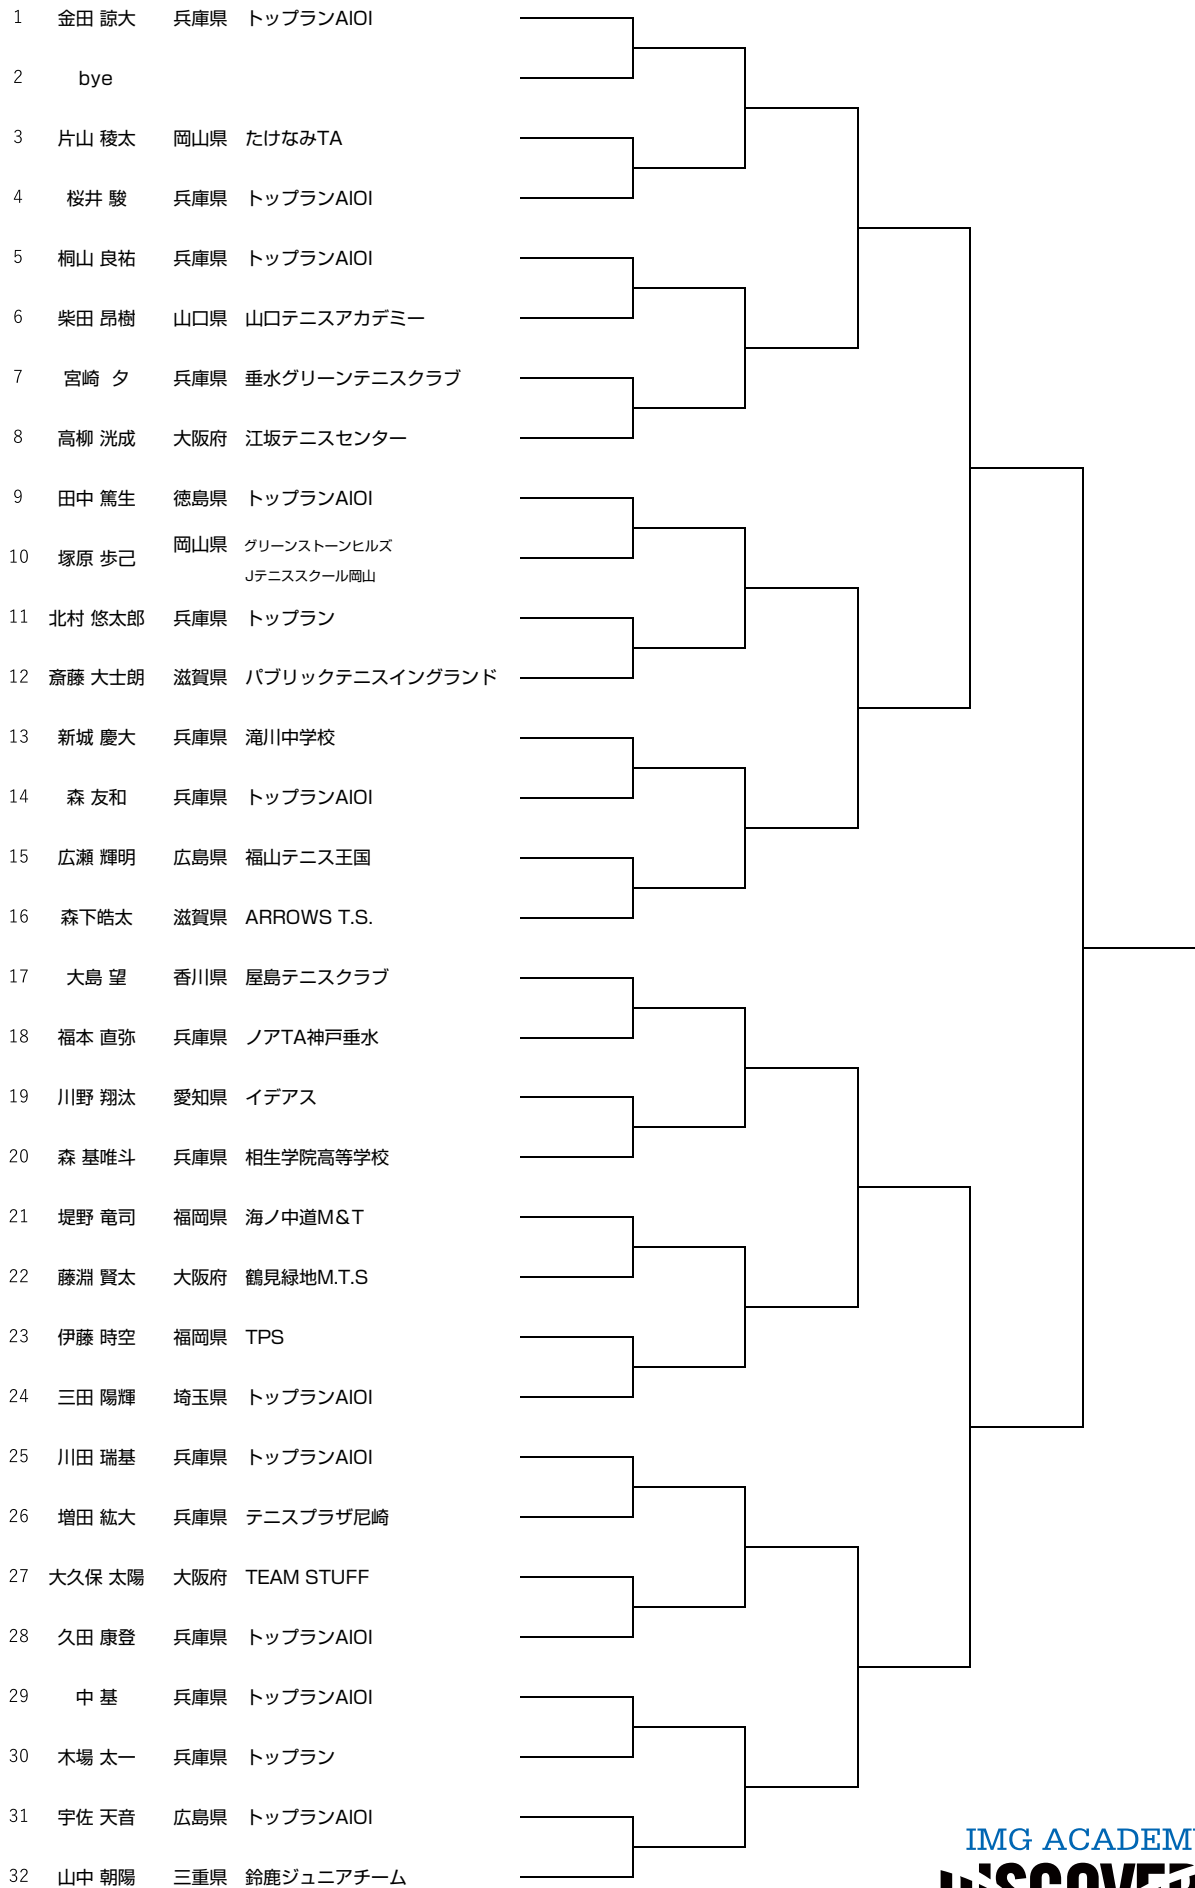 1 金田 諒大 兵庫県 トップランAIOI
2 bye
3 片山 稜太 岡山県 たけなみTA
4 桜井 駿 兵庫県 トップランAIOI
5 桐山 良祐 兵庫県 トップランAIOI
6 柴田 昂樹 山口県 山口テニスアカデミー
7 宮崎 夕 兵庫県 垂水グリーンテニスクラブ
8 高柳 洸成 大阪府 江坂テニスセンター
9 田中 篤生 徳島県 トップランAIOI
10 塚原 歩己 岡山県 グリーンストーンヒルズ
Jテニススクール岡山
11 北村 悠太郎 兵庫県 トップラン
12 斎藤 大士朗 滋賀県 パブリックテニスイングランド
13 新城 慶大 兵庫県 滝川中学校
14 森 友和 兵庫県 トップランAIOI
15 広瀬 輝明 広島県 福山テニス王国
16 森下皓太 滋賀県 ARROWS T.S.
17 大島 望 香川県 屋島テニスクラブ
18 福本 直弥 兵庫県 ノアTA神戸垂水
19 川野 翔汰 愛知県 イデアス
20 森 基唯斗 兵庫県 相生学院高等学校
21 堤野 竜司 福岡県 海ノ中道M&T
22 藤淵 賢太 大阪府 鶴見緑地M.T.S
23 伊藤 時空 福岡県 TPS
24 三田 陽輝 埼玉県 トップランAIOI
25 川田 瑞基 兵庫県 トップランAIOI
26 増田 紘大 兵庫県 テニスプラザ尼崎
27 大久保 太陽 大阪府 TEAM STUFF
28 久田 康登 兵庫県 トップランAIOI
29 中 基 兵庫県 トップランAIOI
30 木場 太一 兵庫県 トップラン
31 宇佐 天音 広島県 トップランAIOI
32 山中 朝陽 三重県 鈴鹿ジュニアチーム
IMG ACADEM
DISCOVER